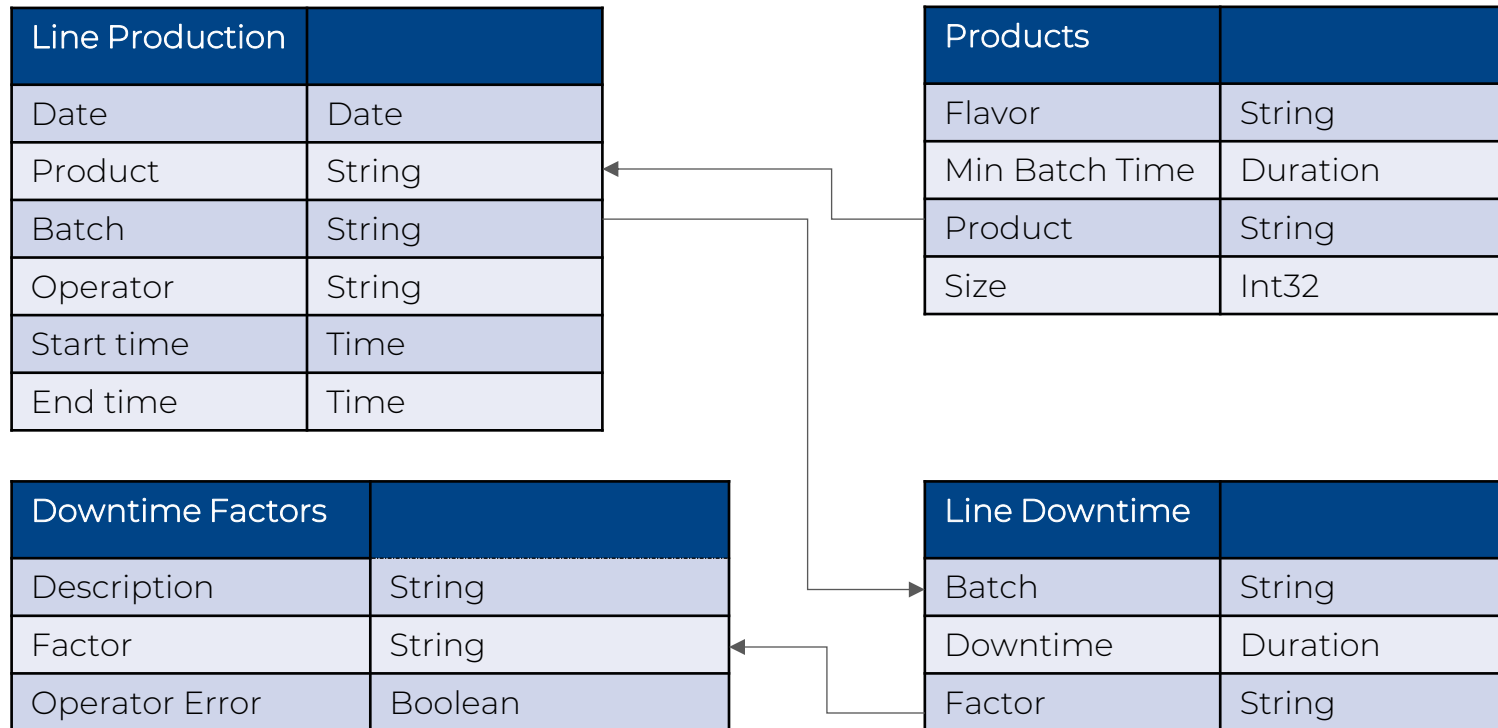 Line Production
Date Date
Product String
Batch String
Operator String
Start time Time
End time Time
Products
Flavor String
Min Batch Time Duration
Product String
Size Int32
Downtime Factors
Description String
Factor String
Operator Error Boolean
Line Downtime
Batch String
Downtime Duration
Factor String